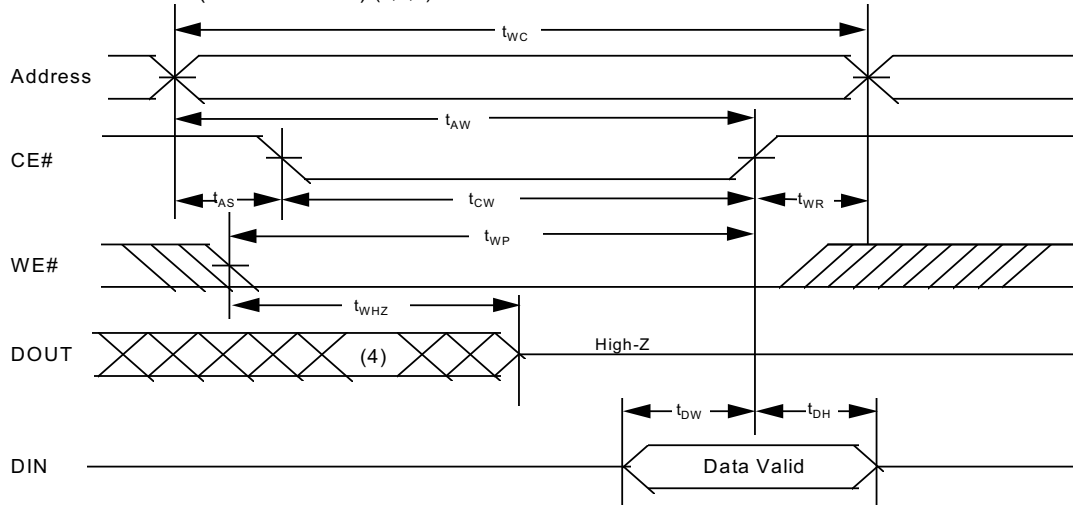 tWC
Address
tAW
CE#
tAS
tCW
tWR
tWP
WE#
tWHZ
DOUT
(4)
High-Z
tDW
tDH
DIN
Data Valid